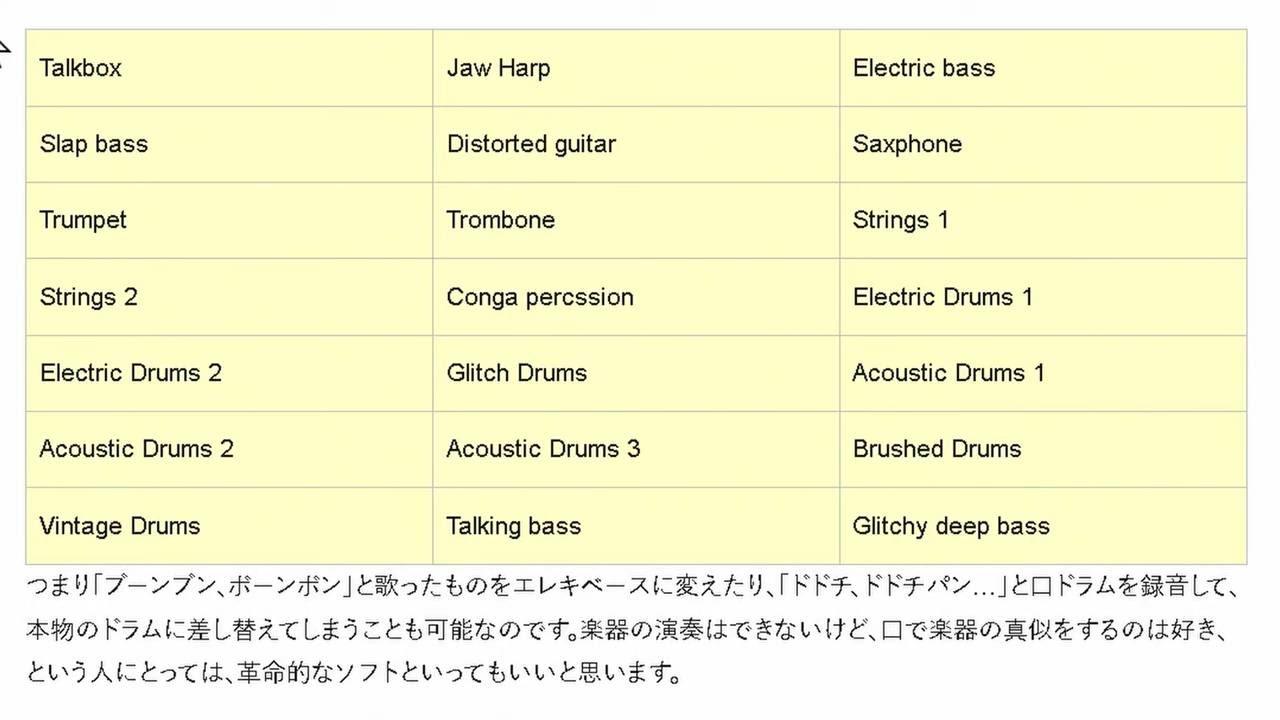 Talkbox Jaw Harp Electric bass
Slap bass Distorted guitar Saxphone
Trumpet Trombone Strings 1
Strings 2 Conga percssion Electric Drums 1
Electric Drums 2 Glitch Drums Acoustic Drums 1
Acoustic Drums 2 Acoustic Drums 3 Brushed Drums
Vintage Drums Talking bass Glitchy deep bass
つまり「ブーンブン、ボーンボン」と歌ったものをエレキベースに変えたり、「ドドチ、ドドチパン…」と口ドラムを録音して、
本物のドラムに差し替えてしまうことも可能なのです。楽器の演奏はできないけど、口で楽器の真似をするのは好き、
という人にとっては、革命的なソフトといってもいいと思います。